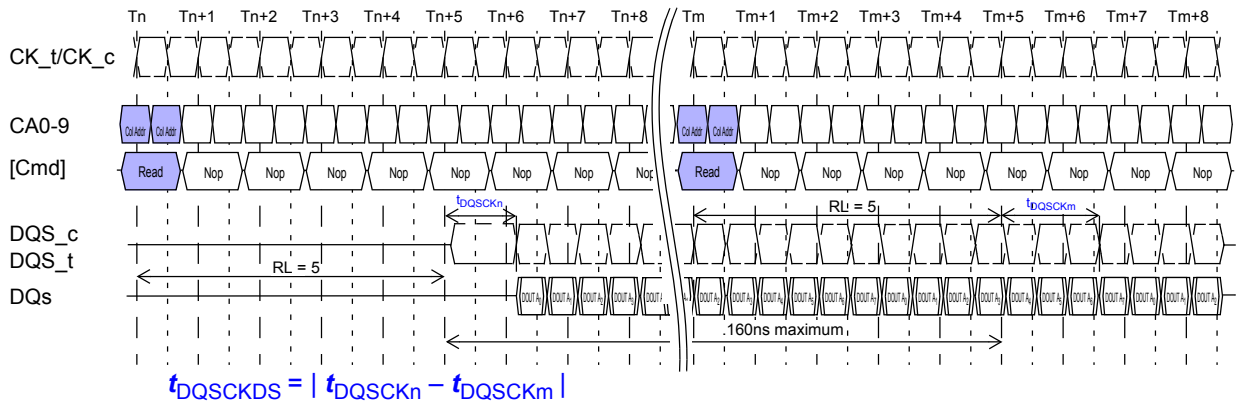 Tn Tn+1 Tn+2 Tn+3 Tn+4 Tn+5 Tn+6 Tn+7 Tn+8 Tm Tm+1 Tm+2 Tm+3 Tm+4 Tm+5 Tm+6 Tm+7 Tm+8
CK_t/CK_c
CA0-9 Col Addr Col Addr Col Addr Col Addr
[Cmd] Read Nop Nop Nop Nop Nop Nop Nop Nop Read Nop Nop Nop Nop Nop Nop Nop Nop
tDQSCKn RL = 5 tDQSCKm
DQS_c
DQS_t
RL = 5
DQs
.160ns maximum
tDQSCKDS = | tDQSCKn – tDQSCKm |